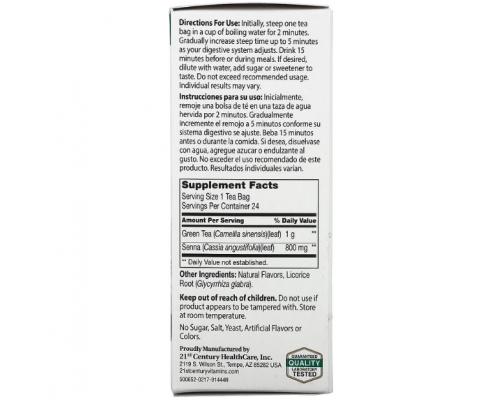 Directions For Use: Initially, steep one tea
bag in a cup of boiling water for 2 minutes.
Gradually increase steep time up to 5 minutes
as your digestive system adjusts. Drink 15
minutes before or during meals. If desired,
dilute with water, add sugar or sweetener to
taste. Do not exceed recommended usage.
Individual results may vary.
Instrucciones para su uso: Inicialmente,
remoje una bolsa de té en una taza de agua
hervida por 2 minutos. Gradualmente
incremente el remojo a 5 minutos conforme su
sistema digestivo se ajuste. Beba 15 minutos
antes o durante la comida. Si desea, disuelvase
con agua, agregue azucar o endulzante al
gusto. No exceder el uso recomendado de este
producto. Resultados individuales varian.
Supplement Facts
Serving Size 1 Tea Bag
Servings Per Container 24
Amount Per Serving % Daily Value
Green Tea (Camellia sinensis)(leaf) 1 g **
Senna (Cassia angustifolia)(leaf) 800 mg **
** Daily Value not established.
Other Ingredients: Natural Flavors, Licorice
Root (Glycyrrhiza glabra).
Keep out of reach of children. Do not use if
product appears to be tampered with. Store
at room temperature.
No Sugar, Salt, Yeast, Artificial Flavors or
Colors.
Proudly Manufactured by
21st Century HealthCare, Inc.
2119 S. Wilson St., Tempe, AZ 85282 USA
21stcenturyvitamins.com
500652-0217-914448
GUARANTEED
QUALITY
LABORATORY
TESTED